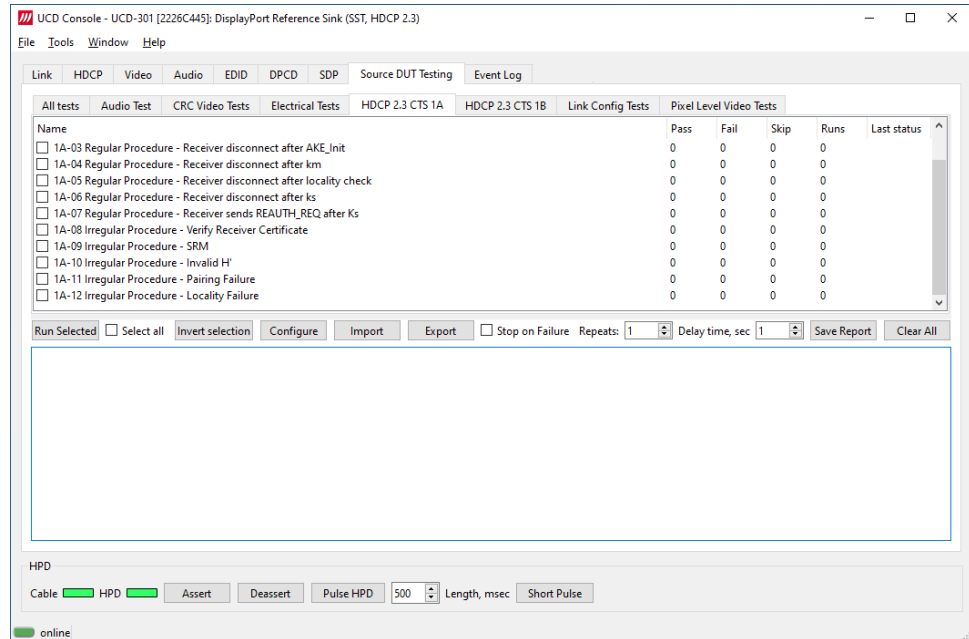 UCD Console - UCD-301 [2226C445]: DisplayPort Reference Sink (SST, HDCP 2.3)
File Tools Window Help
Link HDCP Video Audio EDID DPCD SDP Source DUT Testing Event Log
All tests Audio Test CRC Video Tests Electrical Tests HDCP 2.3 CTS 1A HDCP 2.3 CTS 1B Link Config Tests Pixel Level Video Tests
Name Pass Fail Skip Runs Last status
1A-03 Regular Procedure - Receiver disconnect after AKE_Init 0 0 0 0
1A-04 Regular Procedure - Receiver disconnect after km 0 0 0 0
1A-05 Regular Procedure - Receiver disconnect after locality check 0 0 0 0
1A-06 Regular Procedure - Receiver disconnect after ks 0 0 0 0
1A-07 Regular Procedure - Receiver sends REAUTH_REQ after Ks 0 0 0 0
1A-08 Irregular Procedure - Verify Receiver Certificate 0 0 0 0
1A-09 Irregular Procedure - SRM 0 0 0 0
1A-10 Irregular Procedure - Invalid H' 0 0 0 0
1A-11 Irregular Procedure - Pairing Failure 0 0 0 0
1A-12 Irregular Procedure - Locality Failure 0 0 0 0
Run Selected Select all Invert selection Configure Import Export Stop on Failure Repeats: 1 Delay time, sec 1 Save Report Clear All
HPD
Cable HPD Assert Deassert Pulse HPD 500 Length, msec Short Pulse
online